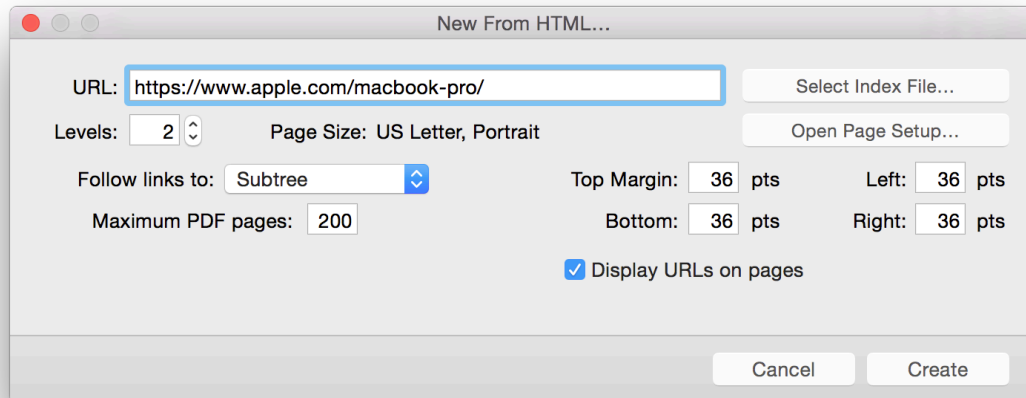 New From HTML...
URL: https://www.apple.com/macbook-pro/ Select Index File...
Levels: 2 Page Size: US Letter, Portrait Open Page Setup...
Follow links to: Subtree Top Margin: 36 pts Left: 36 pts
Maximum PDF pages: 200 Bottom: 36 pts Right: 36 pts
Display URLs on pages
Cancel Create